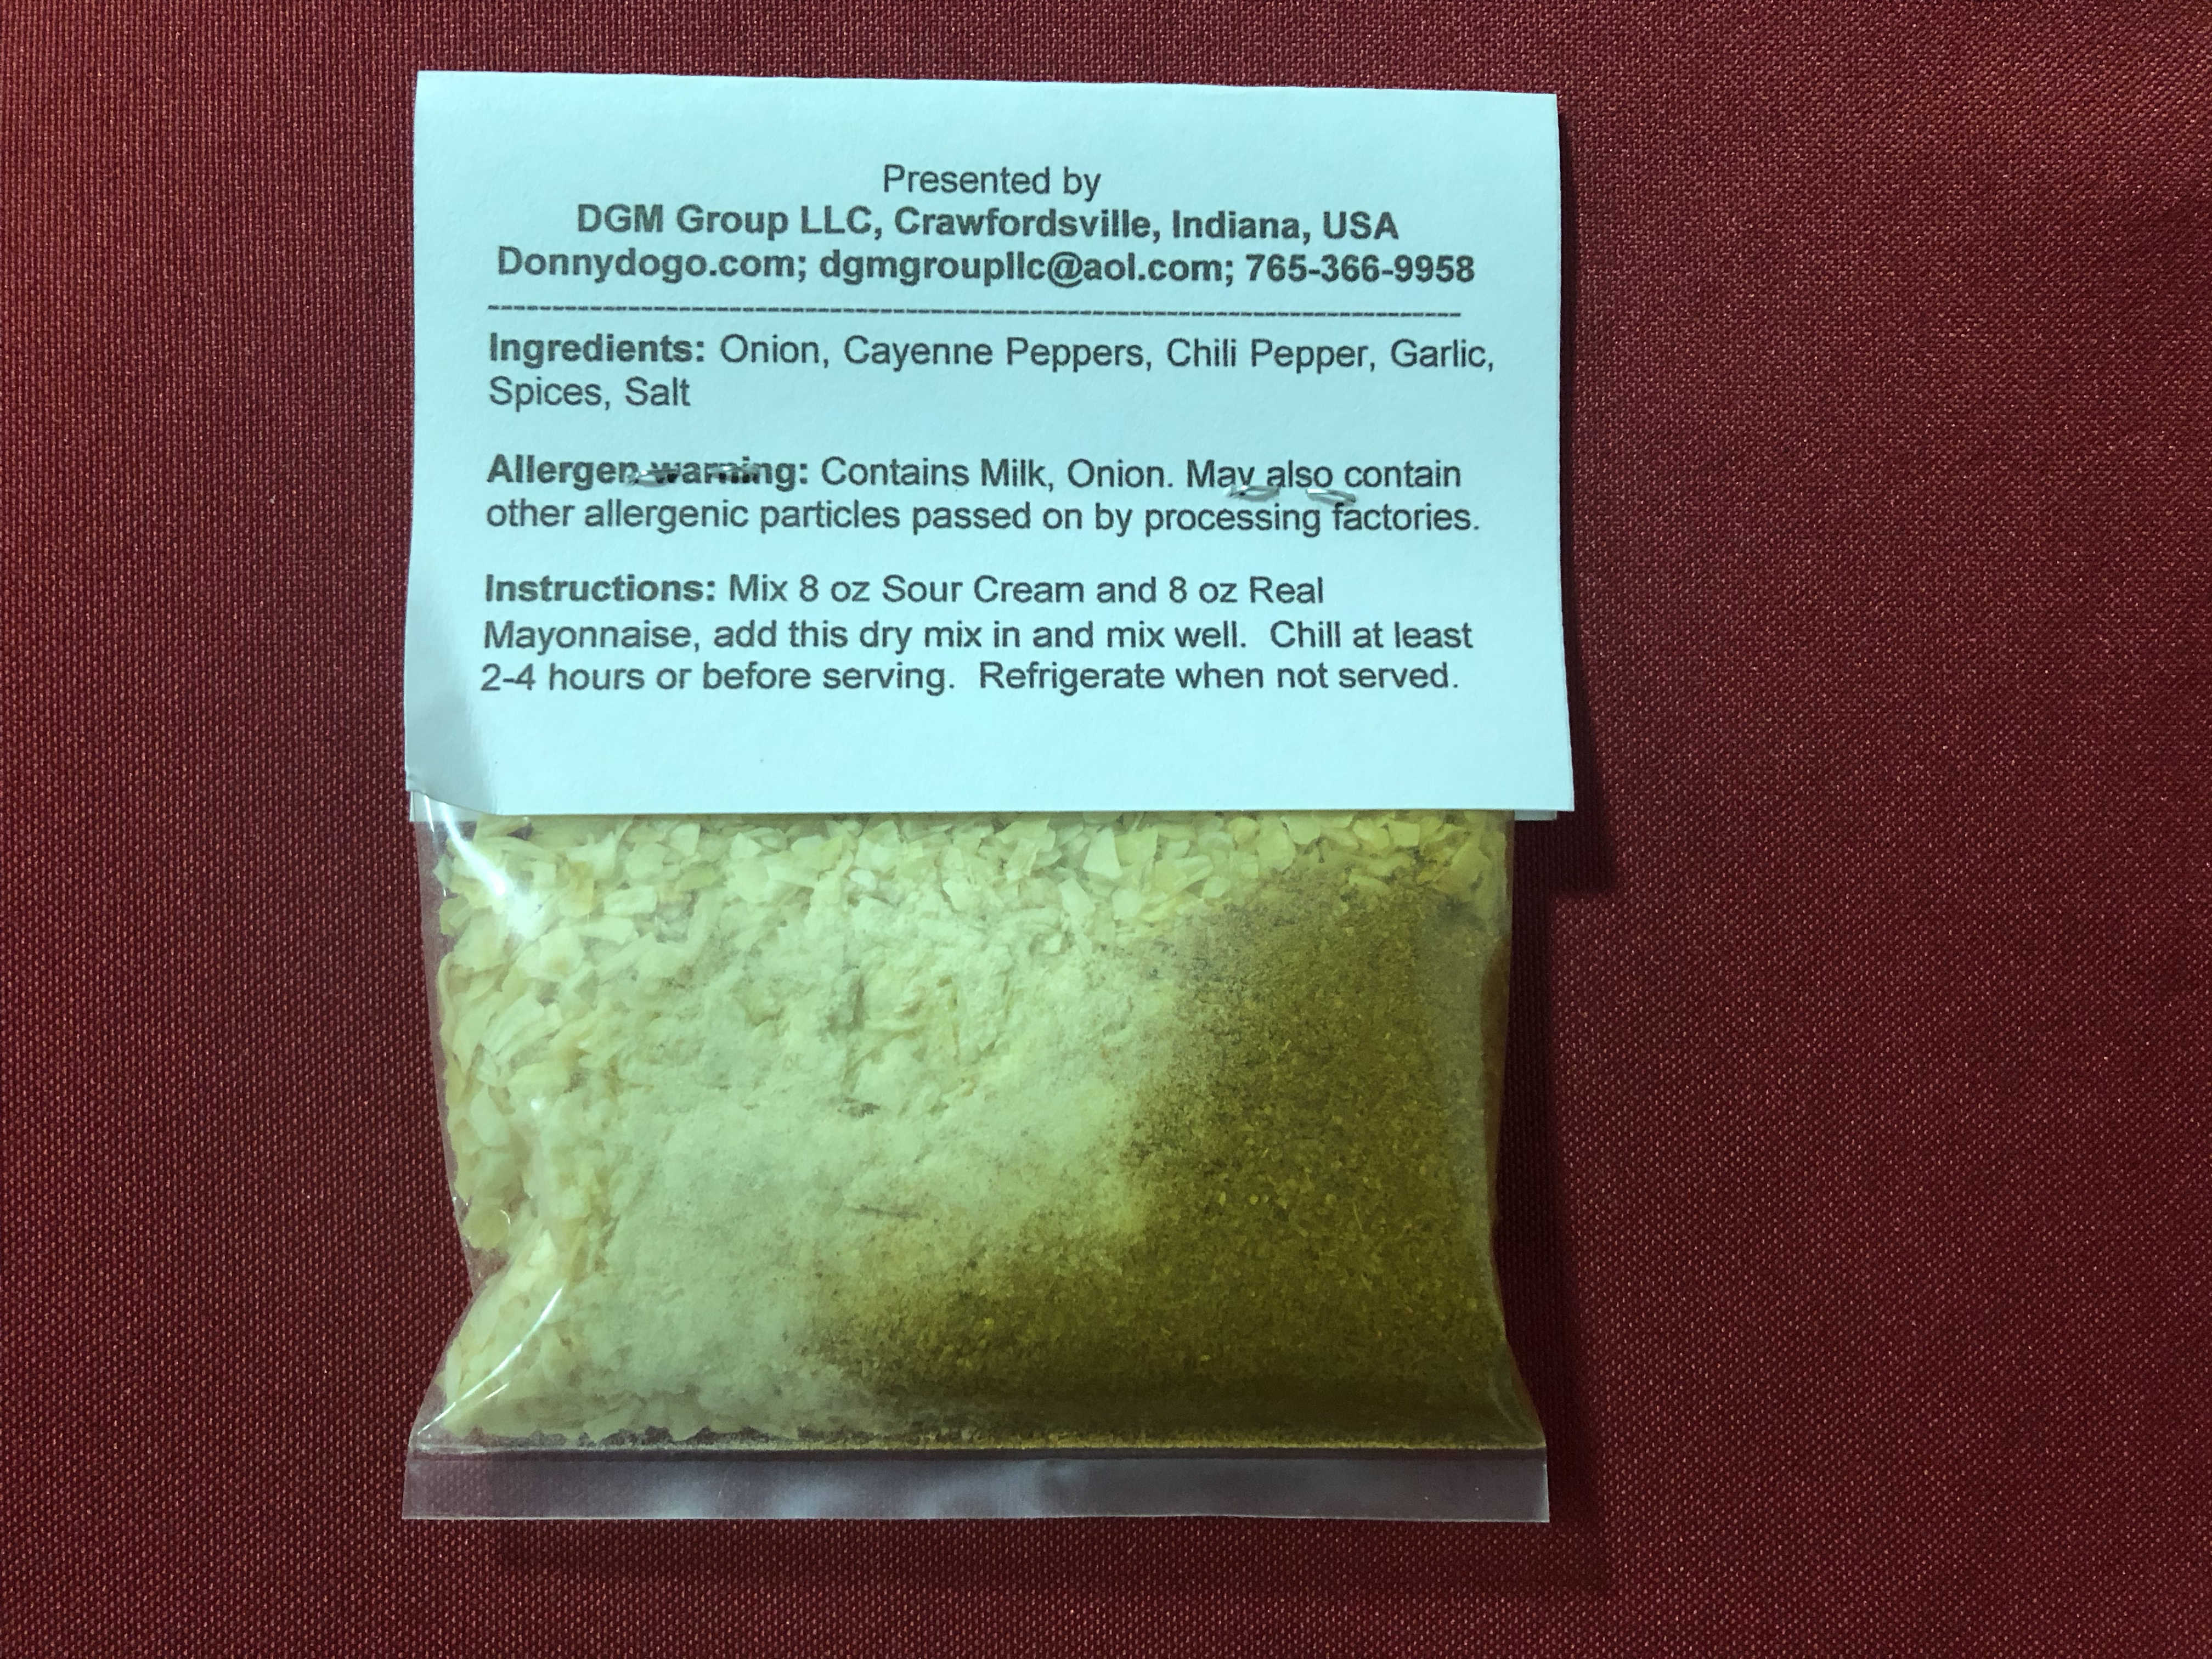 Presented by
DGM Group LLC, Crawfordsville, Indiana, USA
Donnydogo.com; dgmgroupllc@aol.com; 765-366-9958
--------------------------------------------------------------------------------
Ingredients: Onion, Cayenne Peppers, Chili Pepper, Garlic,
Spices, Salt
Allergen warning: Contains Milk, Onion. May also contain
other allergenic particles passed on by processing factories.
Instructions: Mix 8 oz Sour Cream and 8 oz Real
Mayonnaise, add this dry mix in and mix well. Chill at least
2-4 hours or before serving. Refrigerate when not served.